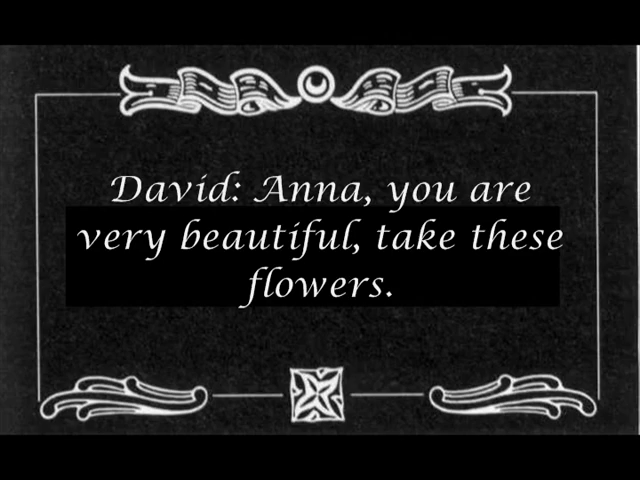 David: Anna, you are
very beautiful, take these
flowers.